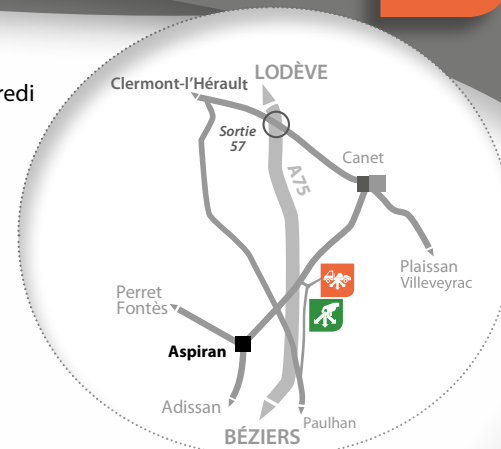 redi
LODÈVE
Clermont-l'Hérault
Sortie
57
A75
Canet
Plaissan
Villeveyrac
Perret
Fontès
Aspiran
Adissan
Paulhan
BÉZIERS